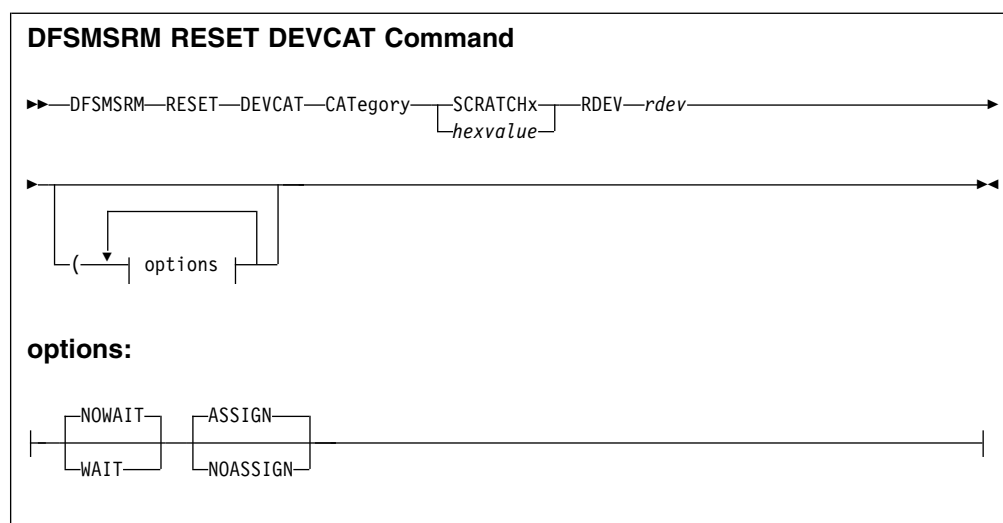 DFSMSRM RESET DEVCAT Command
DFSMSRM RESET DEVCAT CATegory SCRATCHx RDEV rdev
hexvalue
( options
options:
NOWAIT ASSIGN
WAIT NOASSIGN